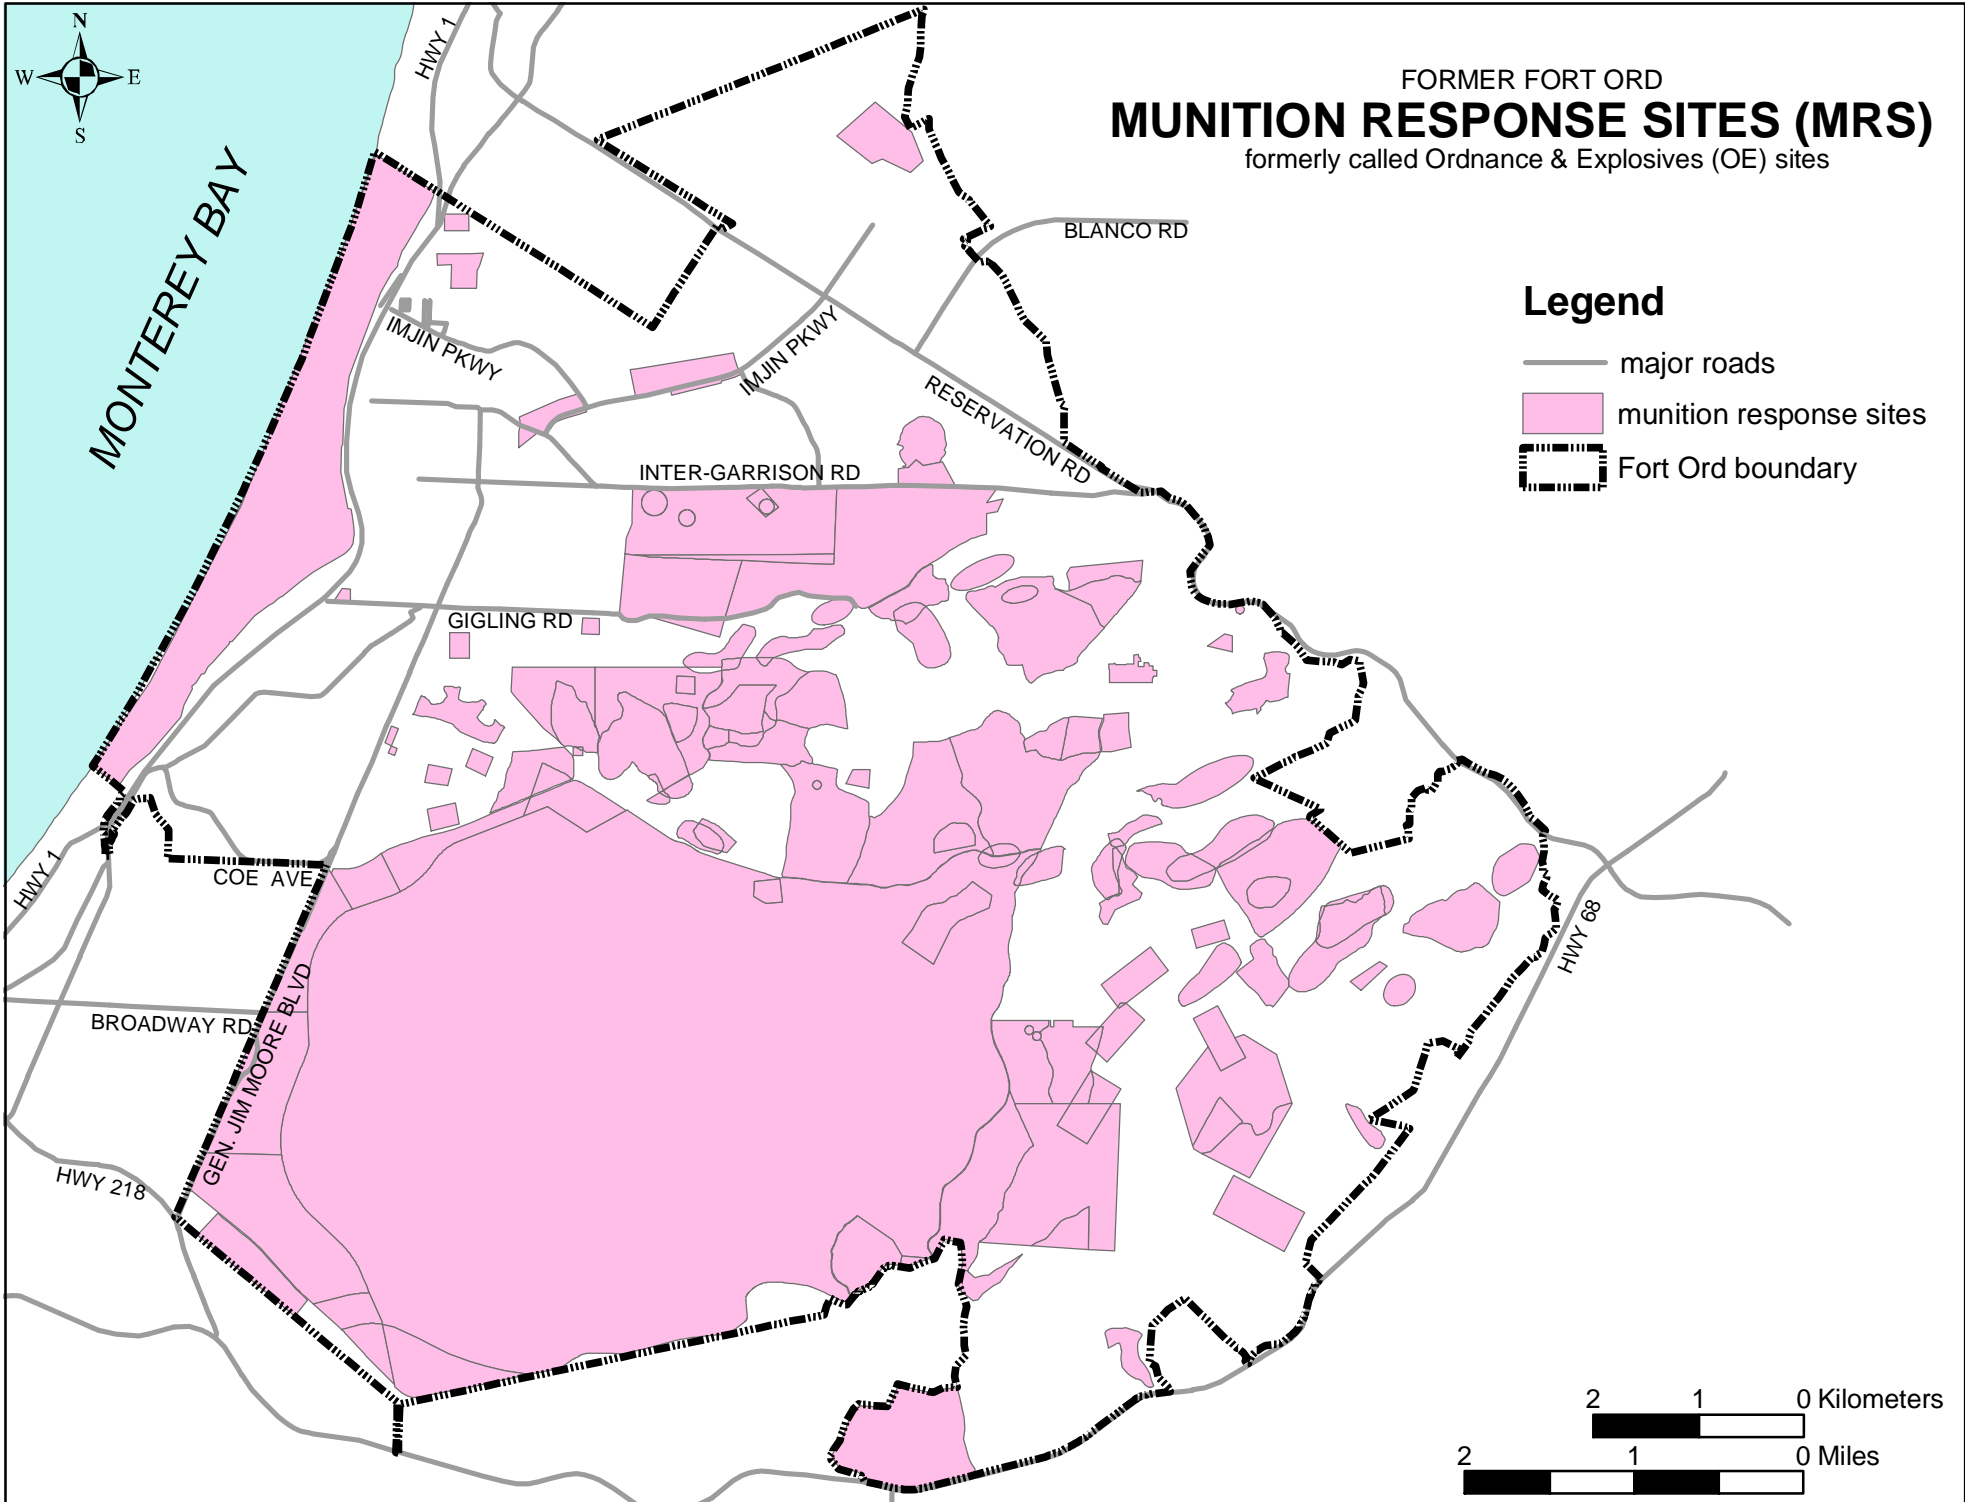 N
W E
S
HWY 1
FORMER FORT ORD
MUNITION RESPONSE SITES (MRS)
formerly called Ordnance & Explosives (OE) sites
MONTEREY BAY
BLANCO RD
Legend
major roads
munition response sites
Fort Ord boundary
IMJIN PKWY
IMJIN PKWY
RESERVATION RD
INTER-GARRISON RD
GIGLING RD
HWY 1
COE AVE
HWY 68
BROADWAY RD
GEN. JIM MOORE BLVD
HWY 218
2 1 0 Kilometers
2 1 0 Miles